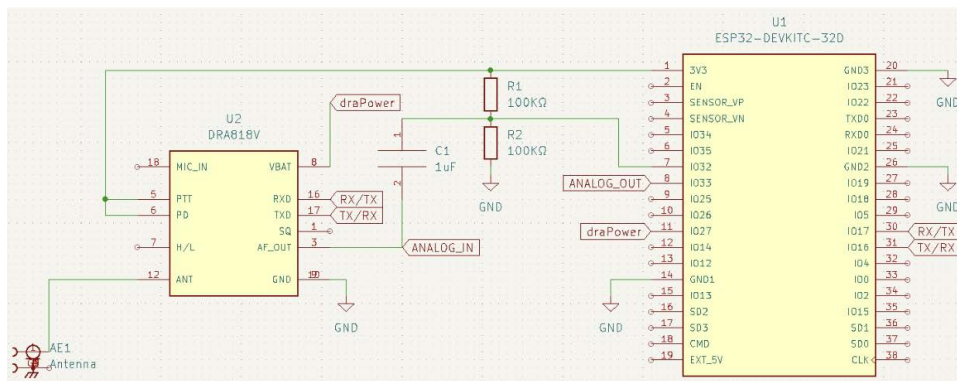 U1
ESP32-DEVKITC-32D
U2
DRA818V
18 MIC_IN
5 PTT
6 PD
7 H/L
12 ANT
VBAT 8
RXD 16
TXD 17
SQ 1
AF_OUT 3
GND
draPower
RX/TX
TX/RX
ANALOG_IN
GND
AE1
Antenna
1
C1
1uF
2
R1
100KΩ
R2
100KΩ
GND
ANALOG_OUT
draPower
GND
1 3V3
2 EN
3 SENSOR_VP
4 SENSOR_VN
5 IO34
6 IO35
7 IO32
8 IO33
9 IO25
10 IO26
11 IO27
12 IO14
13 IO12
14 GND1
15 IO13
16 SD2
17 SD3
18 CMD
19 EXT_5V
GND3 20
IO23 21
IO22 22
TXD0 23
RXD0 24
IO21 25
GND2 26
IO19 27
IO18 28
IO5 29
IO17 30
IO16 31
IO4 32
IO0 33
IO2 34
IO15 35
SD1 36
SD0 37
CLK 38
GND
GND
RX/TX
TX/RX